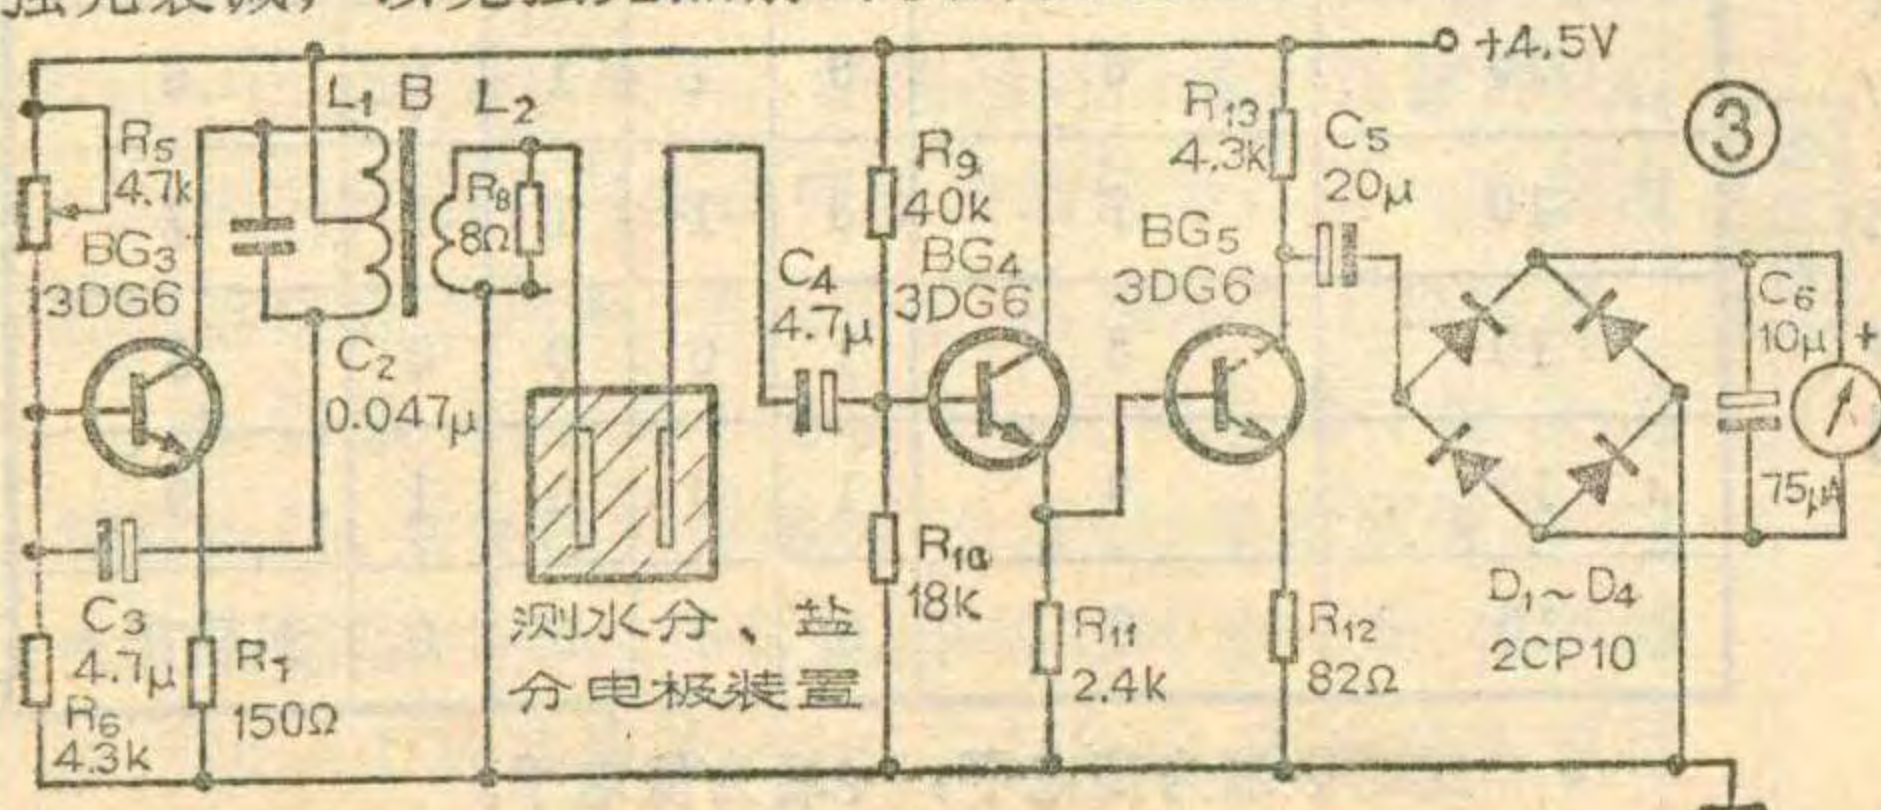 +4.5V
③
L₁ B L₂
R₅
4.7k
R₈
8Ω
BG₃
3DG6
C₂
0.047μ
C₃
4.7μ
R₆
4.3k
R₇
150Ω
测水分、盐
分电极装置
C₄
4.7μ
R₉
40k
BG₄
3DG6
R₁₀
18k
R₁₁
2.4k
R₁₃
4.3k
C₅
20μ
BG₅
3DG6
R₁₂
82Ω
D₁~D₄
2CP10
C₆
10μ
+
75μA